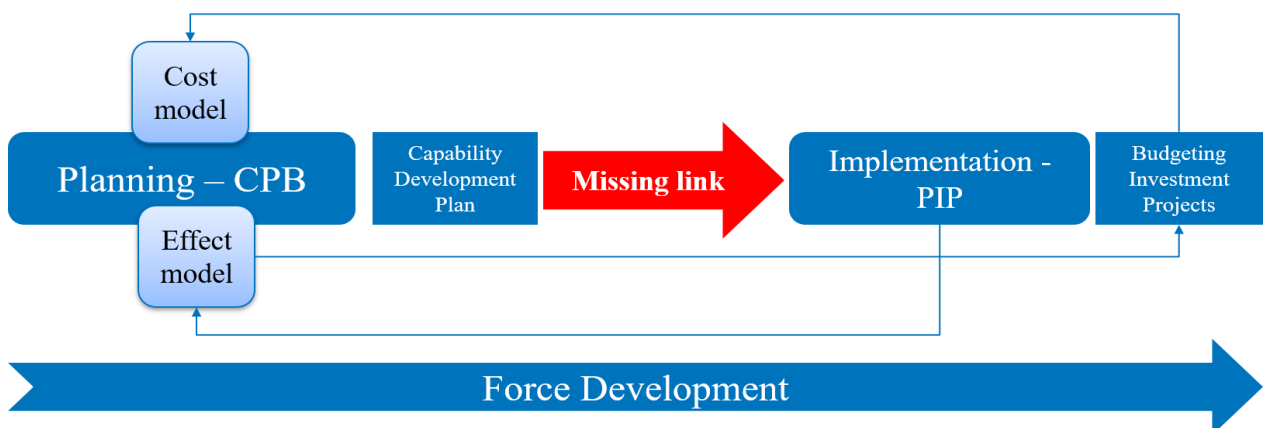 Cost
model
Planning – CPB
Effect
model
Capability
Development
Plan
Missing link
Implementation -
PIP
Budgeting
Investment
Projects
Force Development